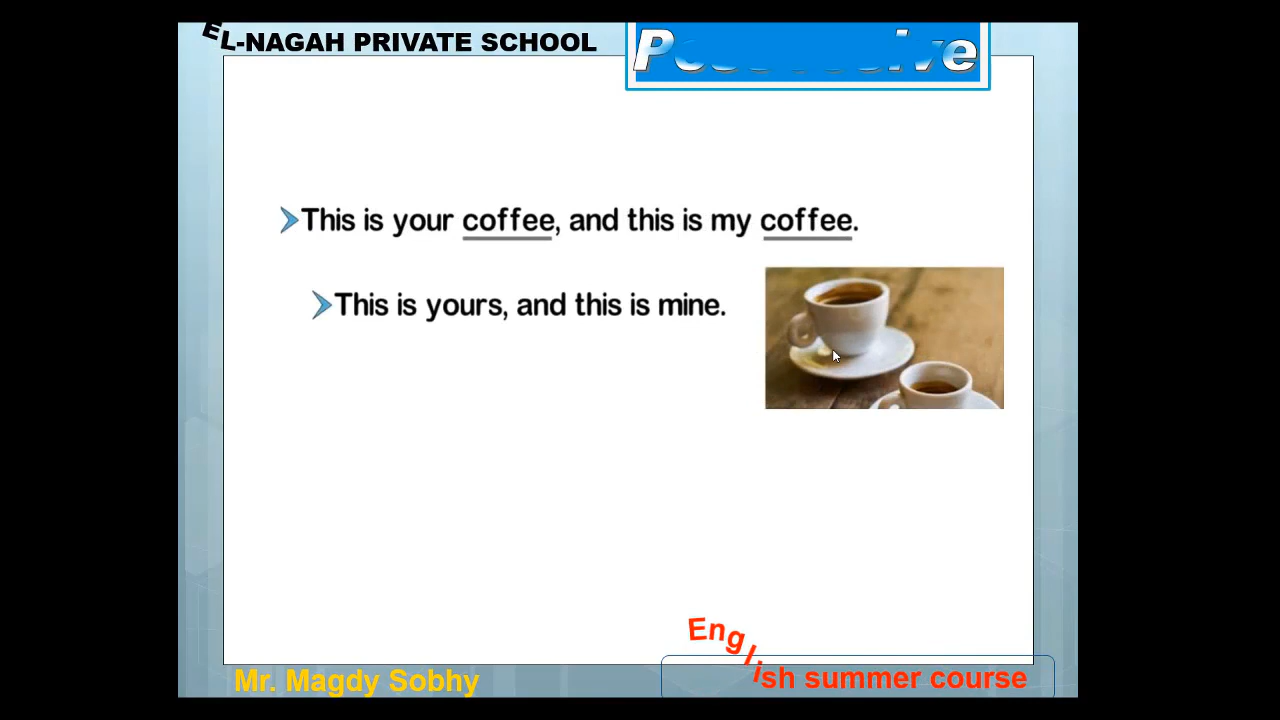 EL-NAGAH PRIVATE SCHOOL
This is your coffee, and this is my coffee.
This is yours, and this is mine.
Mr. Magdy Sobhy
English summer course